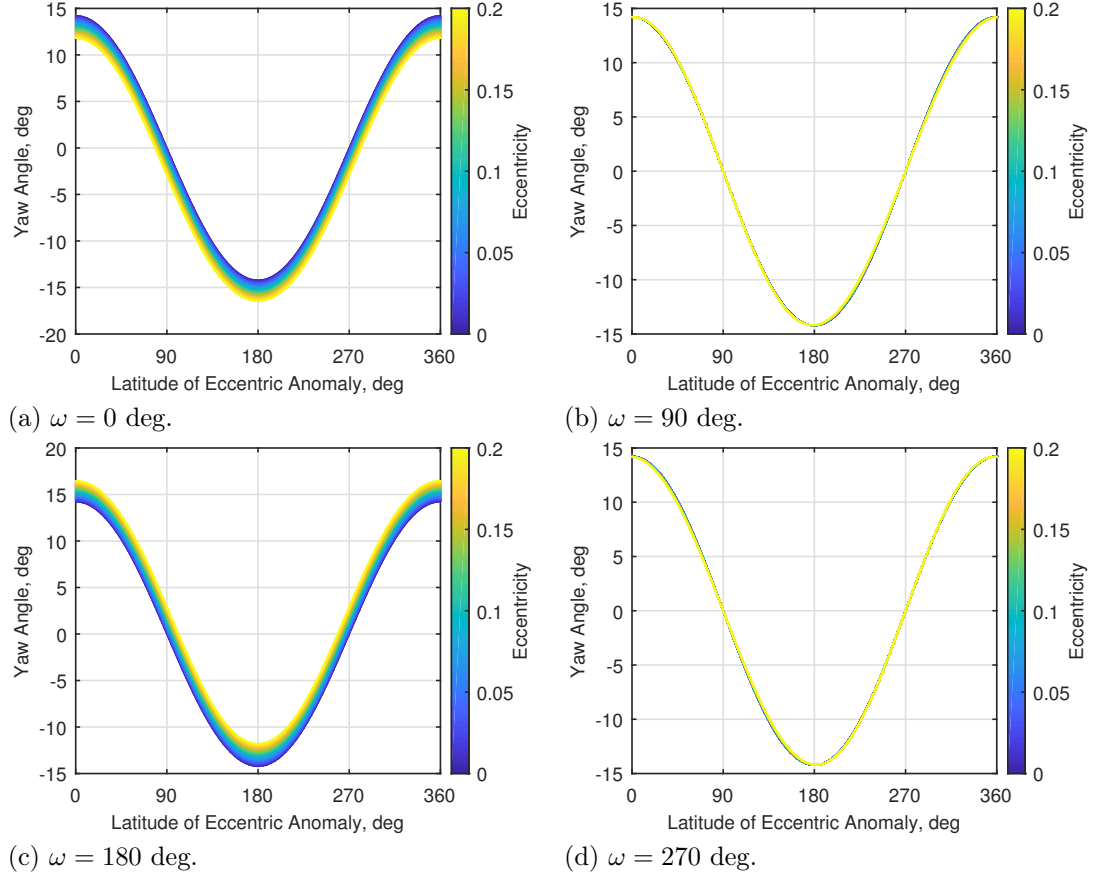 15
10
5
0
-5
-10
-15
-20
0 90 180 270 360
Yaw Angle, deg
Latitude of Eccentric Anomaly, deg
0.2
0.15
0.1
0.05
0
Eccentricity
(a) ω = 0 deg.
15
10
5
0
-5
-10
-15
0 90 180 270 360
Yaw Angle, deg
Latitude of Eccentric Anomaly, deg
0.2
0.15
0.1
0.05
0
Eccentricity
(b) ω = 90 deg.
20
15
10
5
0
-5
-10
-15
0 90 180 270 360
Yaw Angle, deg
Latitude of Eccentric Anomaly, deg
0.2
0.15
0.1
0.05
0
Eccentricity
(c) ω = 180 deg.
15
10
5
0
-5
-10
-15
0 90 180 270 360
Yaw Angle, deg
Latitude of Eccentric Anomaly, deg
0.2
0.15
0.1
0.05
0
Eccentricity
(d) ω = 270 deg.